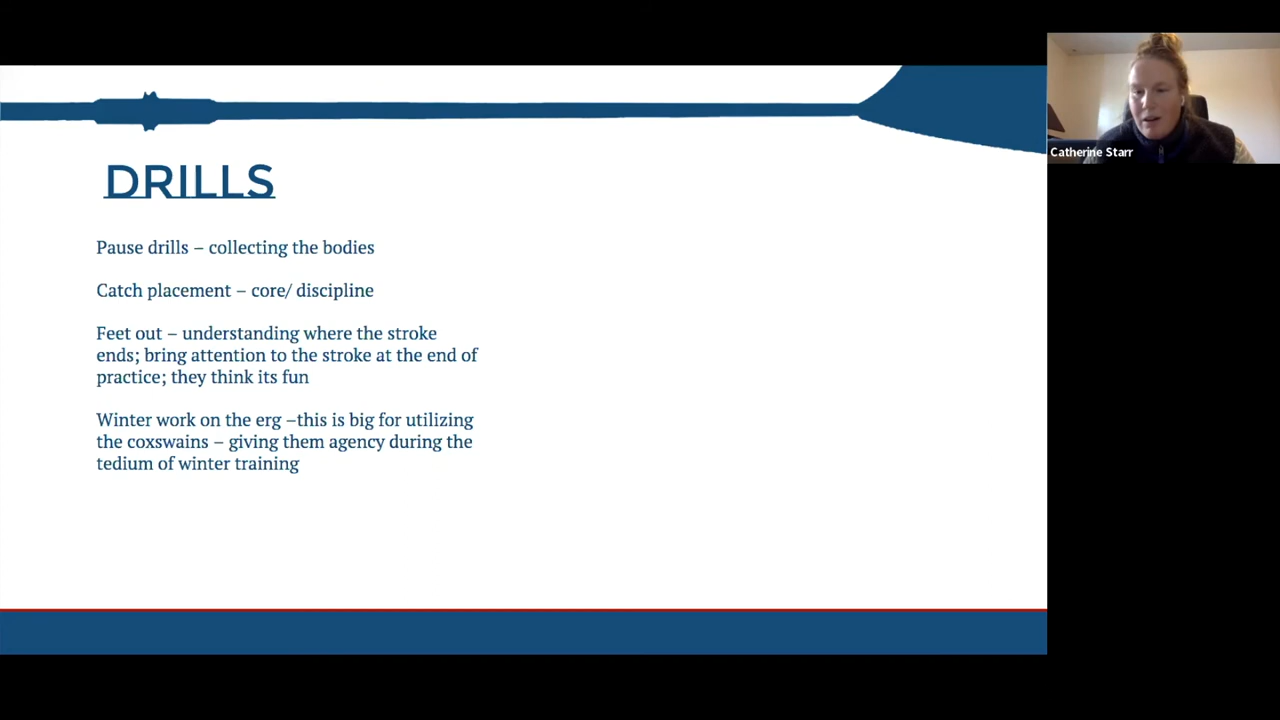 Catherine Starr
DRILLS
Pause drills – collecting the bodies
Catch placement – core/ discipline
Feet out – understanding where the stroke
ends; bring attention to the stroke at the end of
practice; they think its fun
Winter work on the erg –this is big for utilizing
the coxswains – giving them agency during the
tedium of winter training